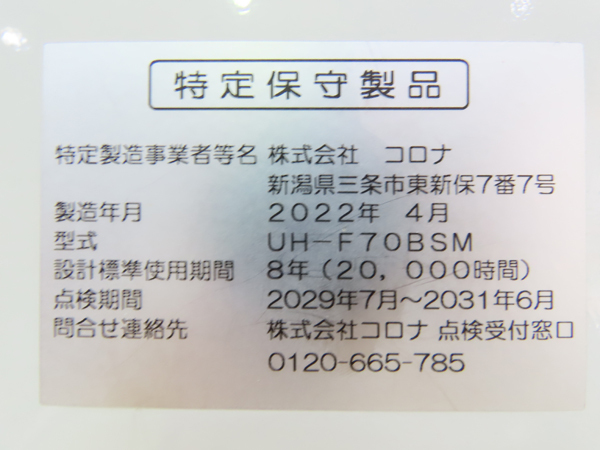 特定保守製品
特定製造事業者等名 株式会社 コロナ
新潟県三条市東新保7番7号
製造年月 2022年 4月
型式 UH-F70BSM
設計標準使用期間 8年(20,000時間)
点検期間 2029年7月～2031年6月
問合せ連絡先 株式会社コロナ 点検受付窓口
0120-665-785